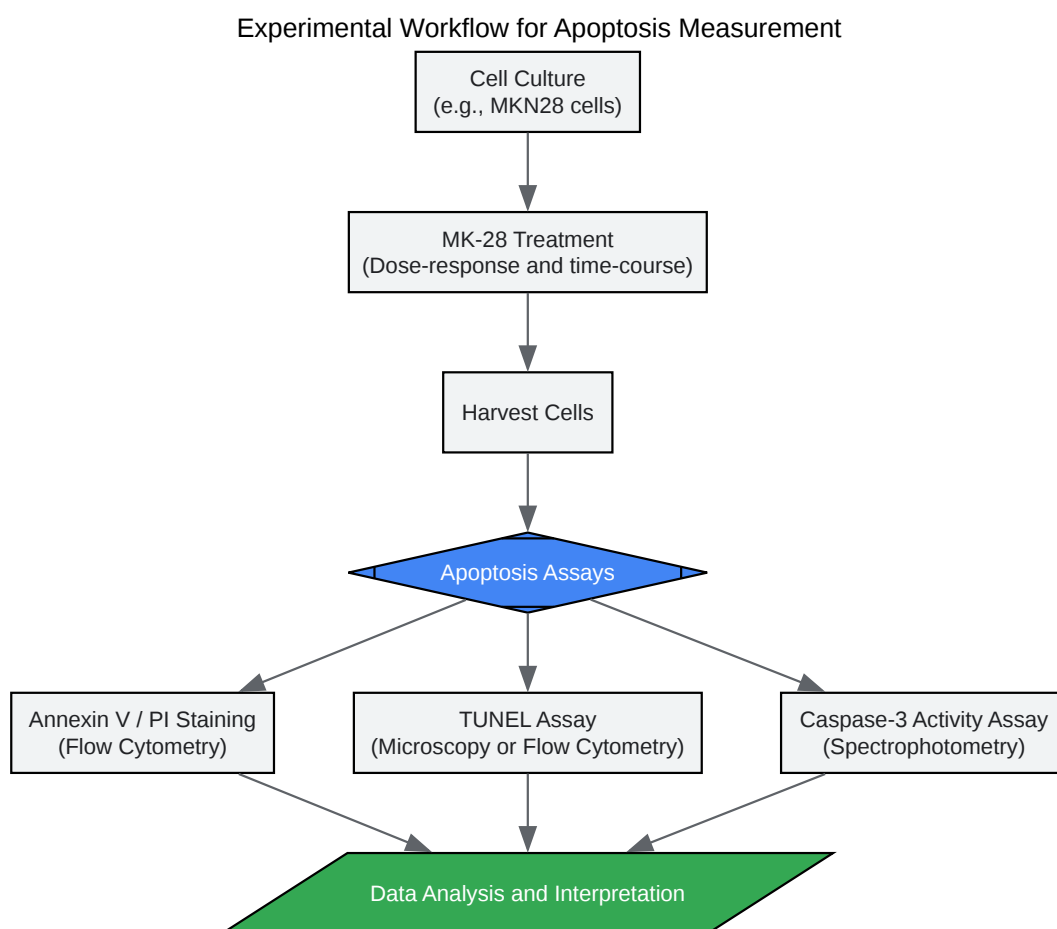 Experimental Workflow for Apoptosis Measurement
Cell Culture
(e.g., MKN28 cells)
MK-28 Treatment
(Dose-response and time-course)
Harvest Cells
Apoptosis Assays
Annexin V / PI Staining
(Flow Cytometry)
TUNEL Assay
(Microscopy or Flow Cytometry)
Caspase-3 Activity Assay
(Spectrophotometry)
Data Analysis and Interpretation